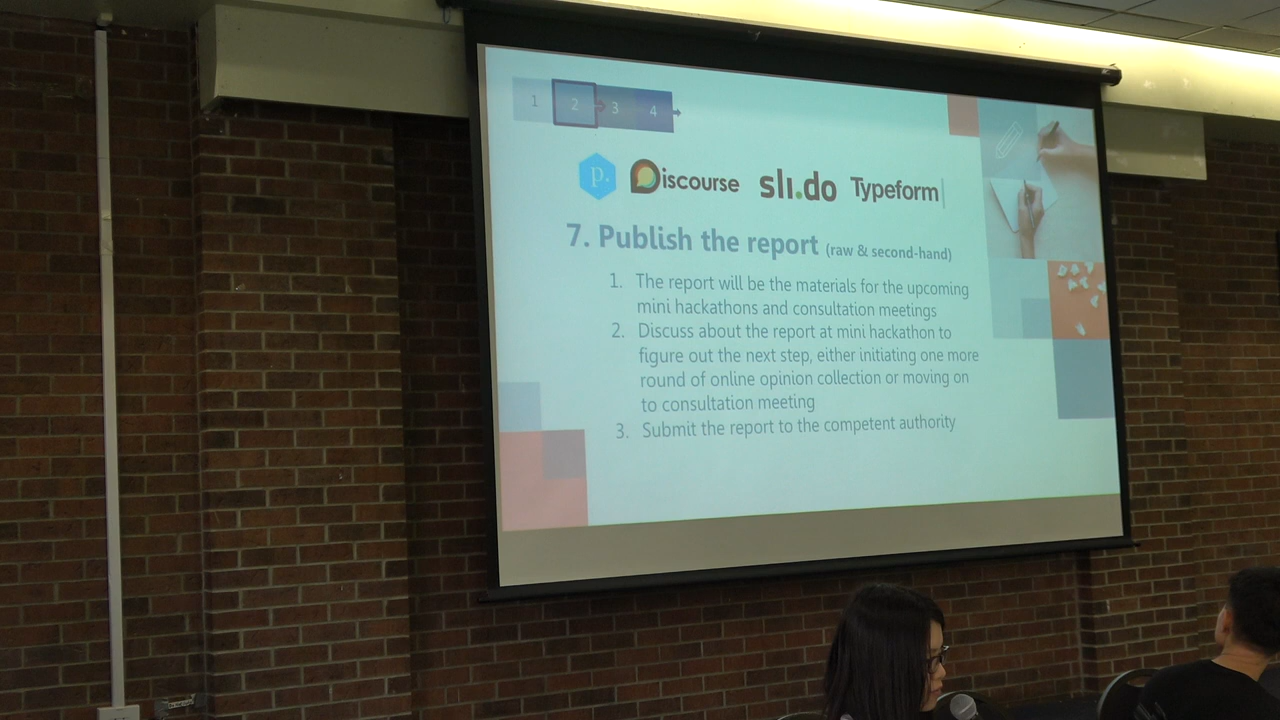 1 2 3 4
p. Discourse sli.do Typeform
7. Publish the report (raw & second-hand)
1. The report will be the materials for the upcoming
mini hackathons and consultation meetings
2. Discuss about the report at mini hackathon to
figure out the next step, either initiating one more
round of online opinion collection or moving on
to consultation meeting
3. Submit the report to the competent authority